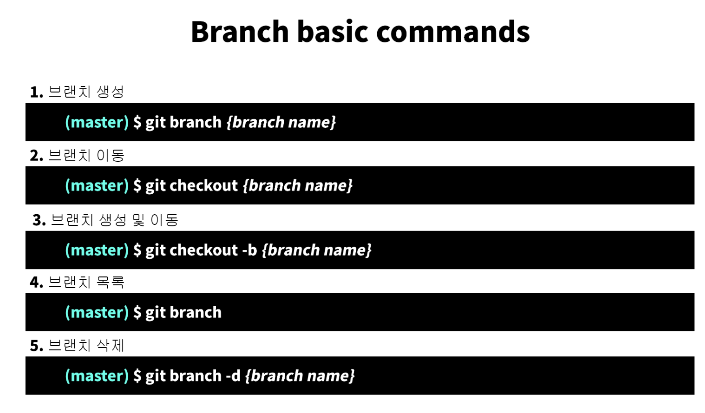 Branch basic commands
1. 브랜치 생성
(master) $ git branch {branch name}
2. 브랜치 이동
(master) $ git checkout {branch name}
3. 브랜치 생성 및 이동
(master) $ git checkout -b {branch name}
4. 브랜치 목록
(master) $ git branch
5. 브랜치 삭제
(master) $ git branch -d {branch name}